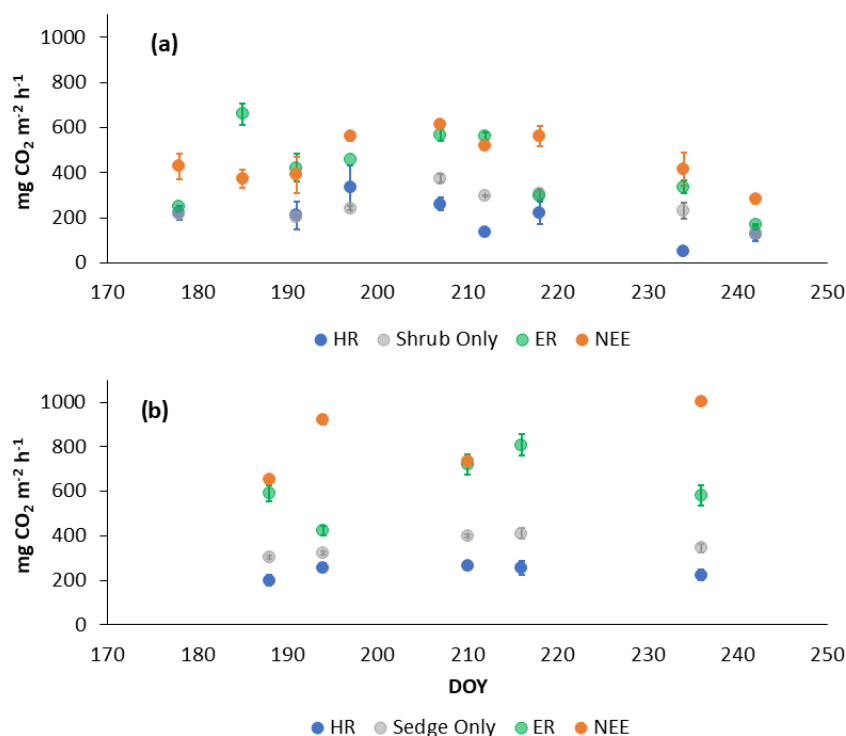 (a)
mg CO₂ m⁻² h⁻¹
1000
800
600
400
200
0
170 180 190 200 210 220 230 240 250
HR Shrub Only ER NEE
(b)
mg CO₂ m⁻² h⁻¹
1000
800
600
400
200
0
170 180 190 200 210 220 230 240 250
DOY
HR Sedge Only ER NEE